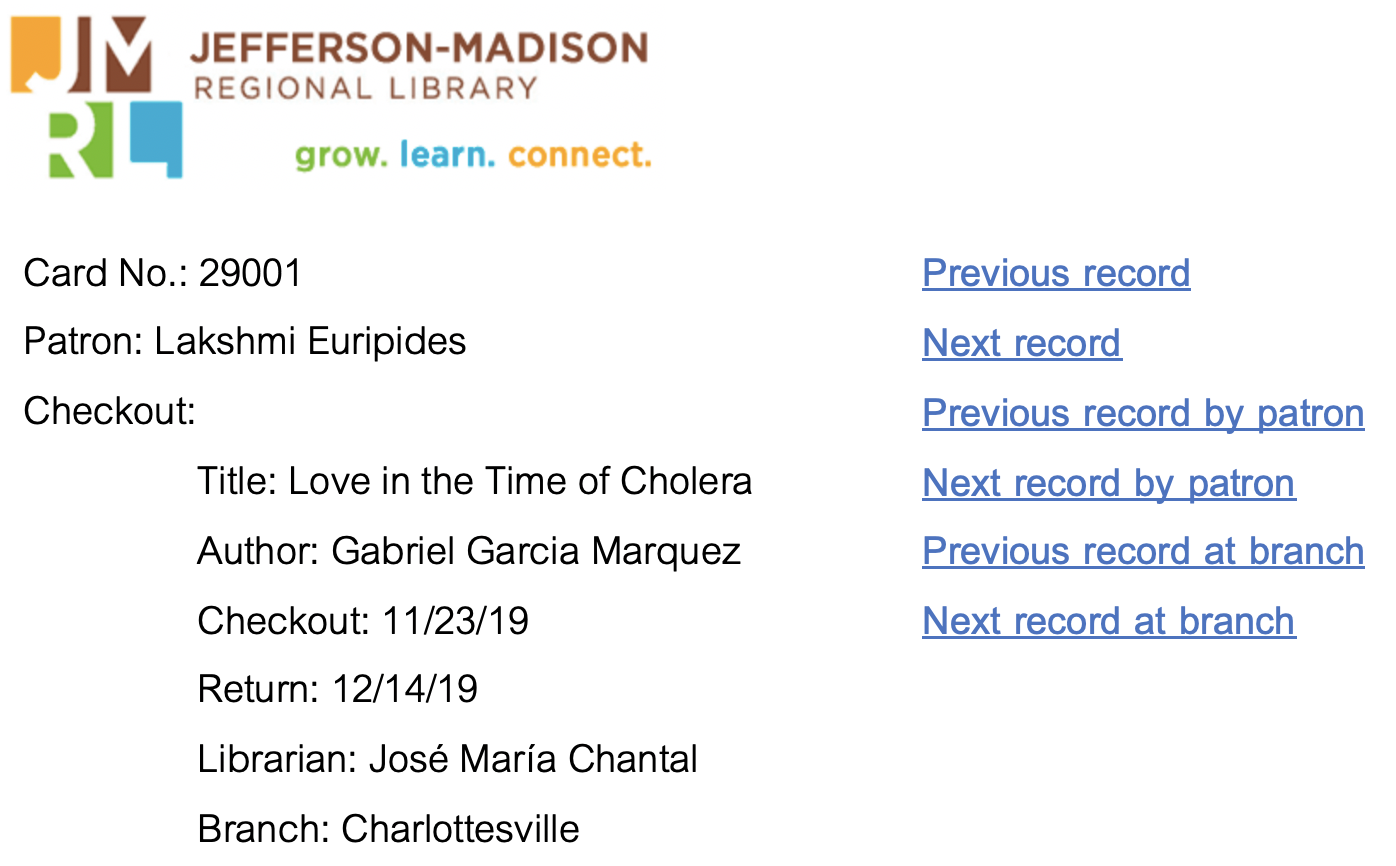 JM
RL
JEFFERSON-MADISON
REGIONAL LIBRARY
grow. learn. connect.
Card No.: 29001
Patron: Lakshmi Euripides
Checkout:
Title: Love in the Time of Cholera
Author: Gabriel Garcia Marquez
Checkout: 11/23/19
Return: 12/14/19
Librarian: José María Chantal
Branch: Charlottesville
Previous record
Next record
Previous record by patron
Next record by patron
Previous record at branch
Next record at branch